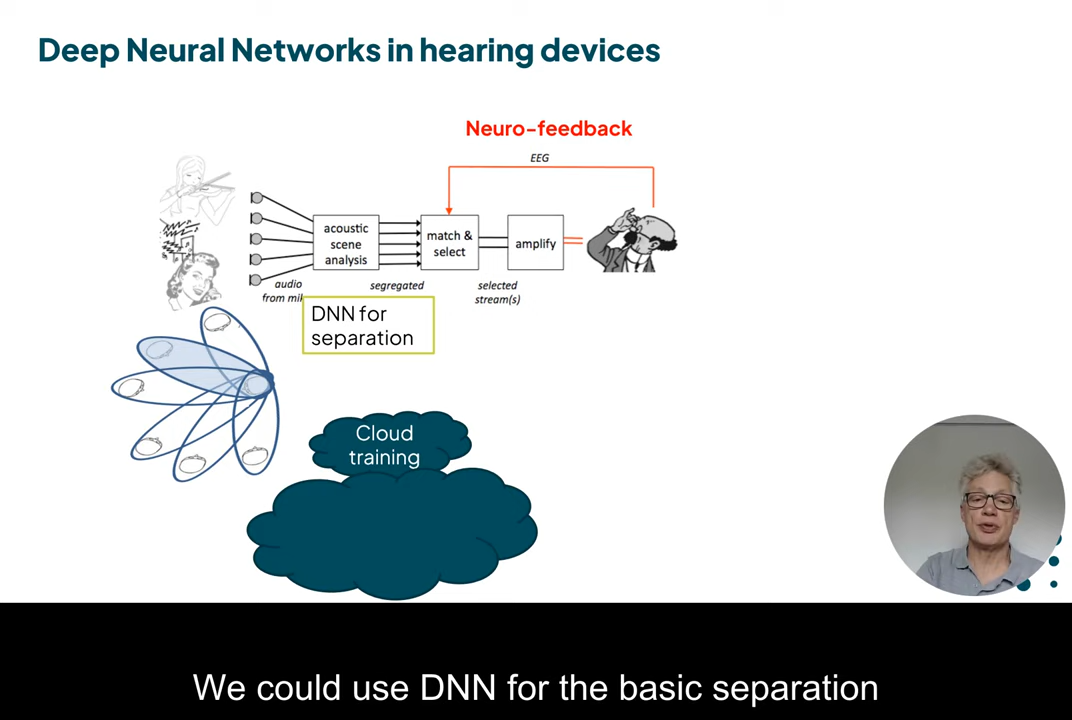 Deep Neural Networks in hearing devices
Neuro-feedback
EEG
acoustic
scene
analysis
match &
select
amplify
audio
from
segregated
selected
stream(s)
DNN for
separation
Cloud
training
We could use DNN for the basic separation